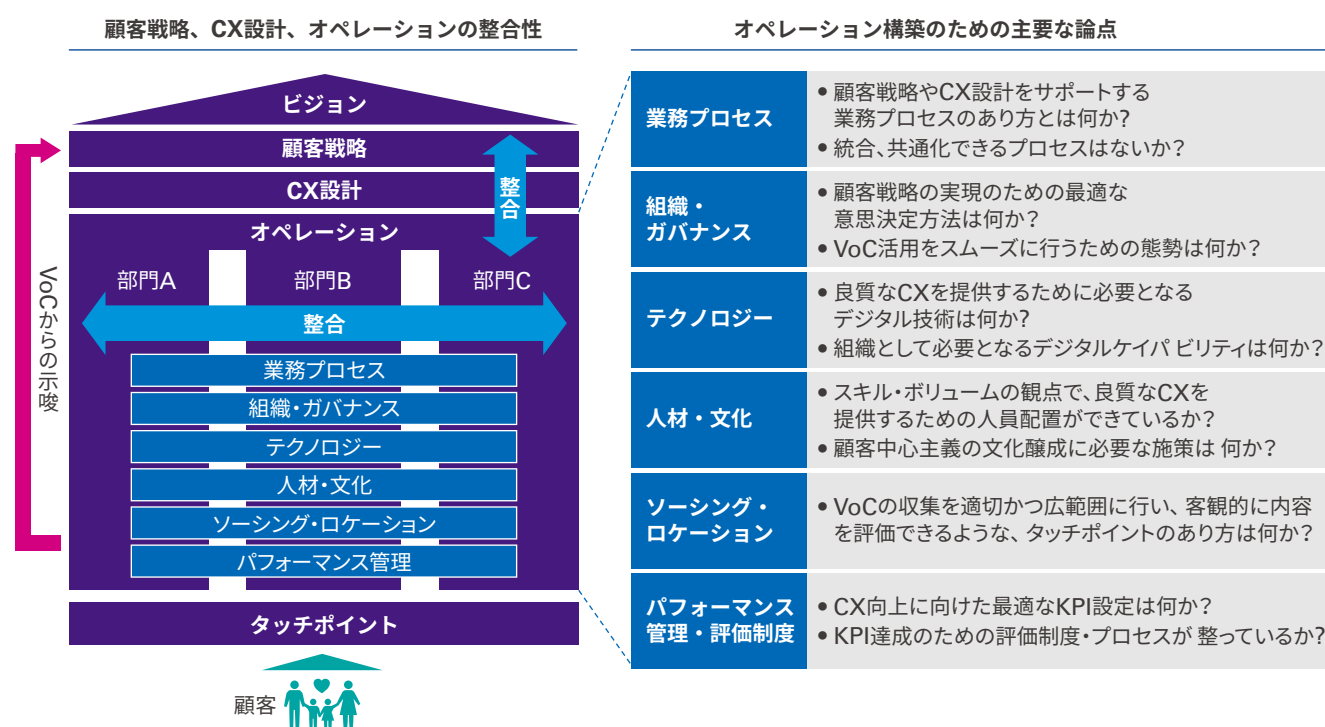 顧客戦略、CX設計、オペレーションの整合性
ビジョン
顧客戦略
CX設計
整合
オペレーション
部門A
部門B
部門C
整合
業務プロセス
組織・ガバナンス
テクノロジー
人材・文化
ソーシング・ロケーション
パフォーマンス管理
タッチポイント
顧客
VoCからの示唆
オペレーション構築のための主要な論点
業務プロセス
• 顧客戦略やCX設計をサポートする
業務プロセスのあり方とは何か?
• 統合、共通化できるプロセスはないか?
組織・
ガバナンス
• 顧客戦略の実現のための最適な
意思決定方法は何か?
• VoC活用をスムーズに行うための態勢は何か?
テクノロジー
• 良質なCXを提供するために必要となる
デジタル技術は何か?
• 組織として必要となるデジタルケイパ ビリティは何か?
人材・文化
• スキル・ボリュームの観点で、良質なCXを
提供するための人員配置ができているか?
• 顧客中心主義の文化醸成に必要な施策は 何か?
ソーシング・
ロケーション
• VoCの収集を適切かつ広範囲に行い、客観的に内容
を評価できるような、タッチポイントのあり方は何か?
パフォーマンス
管理・評価制度
• CX向上に向けた最適なKPI設定は何か?
• KPI達成のための評価制度・プロセスが 整っているか?